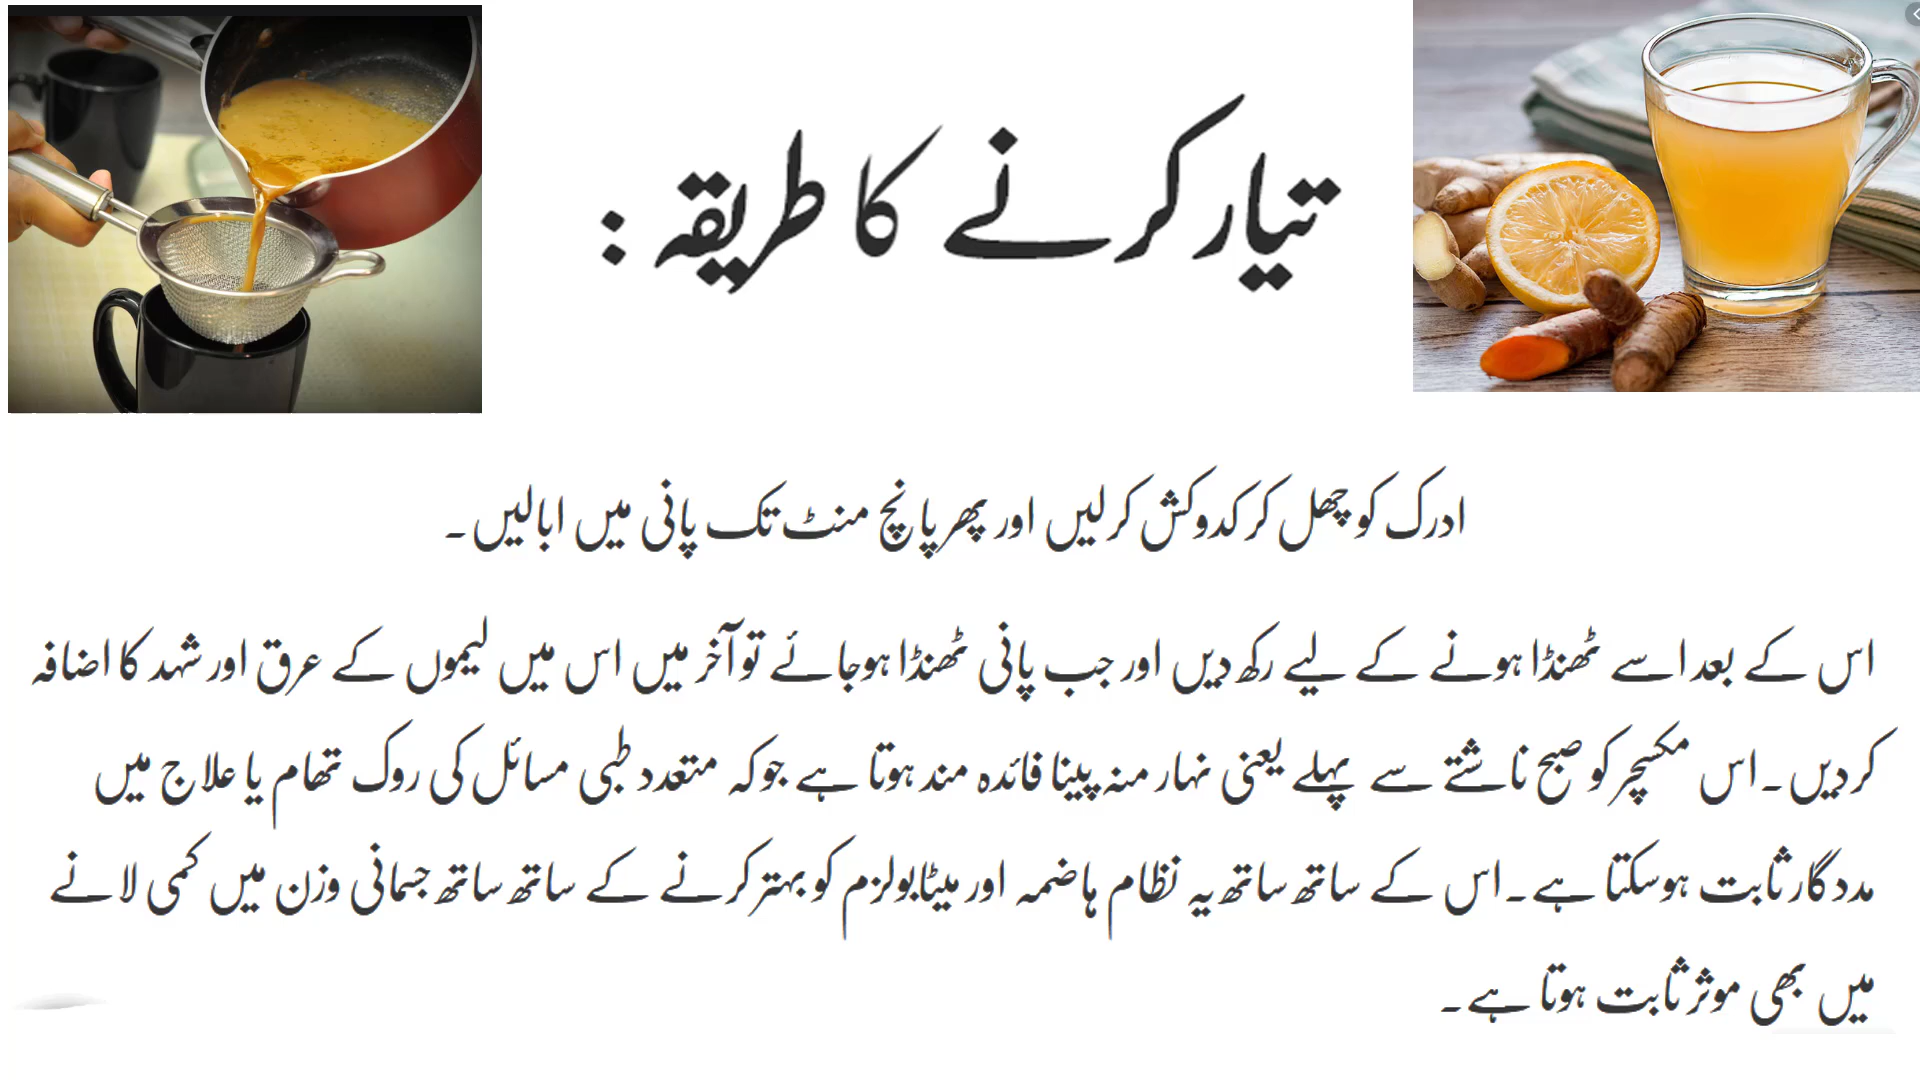 تیار کرنے کا طریقہ :
ادرک کو چھل کر کدوکش کرلیں اور پھر پانچ منٹ تک پانی میں ابالیں۔
اس کے بعد اسے ٹھنڈا ہونے کے لیے رکھ دیں اور جب پانی ٹھنڈا ہوجائے تو آخر میں اس میں لیموں کے عرق اور شہد کا اضافہ
کردیں۔ اس مکسچر کو صبح ناشتے سے پہلے یعنی نہار منہ پینا فائدہ مند ہوتا ہے جو کہ متعدد طبی مسائل کی روک تھام یا علاج میں
مددگار ثابت ہوسکتا ہے۔ اس کے ساتھ ساتھ یہ نظام ہاضمہ اور میٹابولزم کو بہتر کرنے کے ساتھ ساتھ جسمانی وزن میں کمی لانے
میں بھی موثر ثابت ہوتا ہے۔